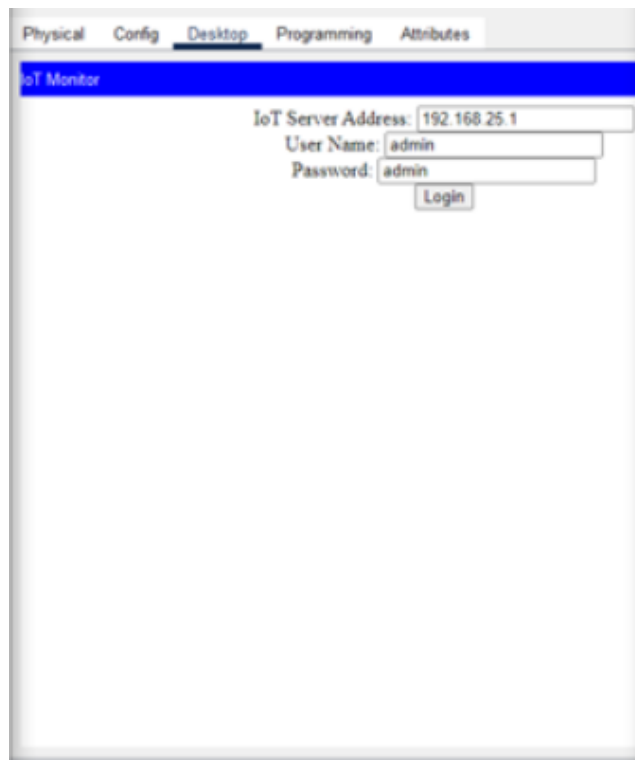 Physical Config Desktop Programming Attributes
IoT Monitor
IoT Server Address: 192.168.25.1
User Name: admin
Password: admin
Login